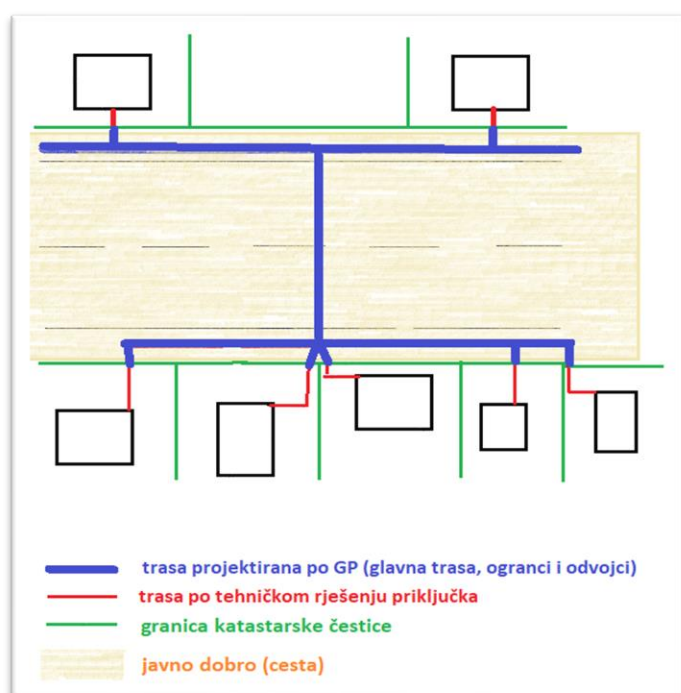 trasa projektirana po GP (glavna trasa, ogranci i odvojci)
trasa po tehničkom rješenju priključka
granica katastarske čestice
javno dobro (cesta)